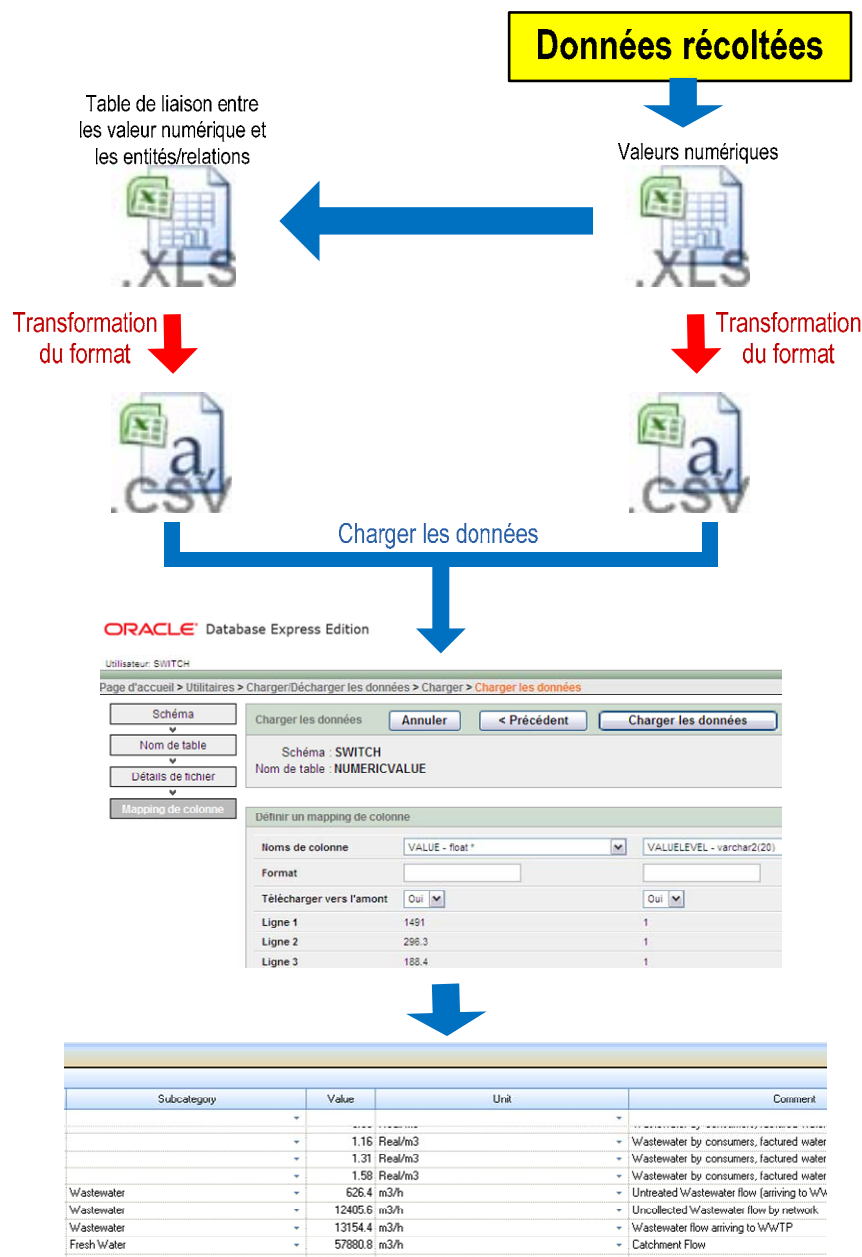 Données récoltées
Table de liaison entre
les valeur numérique et
les entités/relations
Valeurs numériques
.XLS
.XLS
Transformation
du format
Transformation
du format
a,
.CSV
a,
.CSV
Charger les données
ORACLE Database Express Edition
Utilisateur: SWITCH
Page d'accueil > Utilitaires > Charger/Décharger les données > Charger > Charger les données
Schéma
Nom de table
Détails de fichier
Mapping de colonne
Charger les données
Annuler
< Précédent
Charger les données
Schéma : SWITCH
Nom de table : NUMERICVALUE
Définir un mapping de colonne
Noms de colonne VALUE - float * VALUELEVEL - varchar2(20)
Format
Télécharger vers l'amont Oui Oui
Ligne 1 1491 1
Ligne 2 296.3 1
Ligne 3 188.4 1
Subcategory Value Unit Comment
1.16 Real/m3 Wastewater by consumers, factured water
1.31 Real/m3 Wastewater by consumers, factured water
1.58 Real/m3 Wastewater by consumers, factured water
Wastewater 626.4 m3/h Untreated Wastewater flow (arriving to WW
Wastewater 12405.6 m3/h Uncollected Wastewater flow by network
Wastewater 13154.4 m3/h Wastewater flow arriving to WWTP
Fresh Water 57880.8 m3/h Catchment Flow